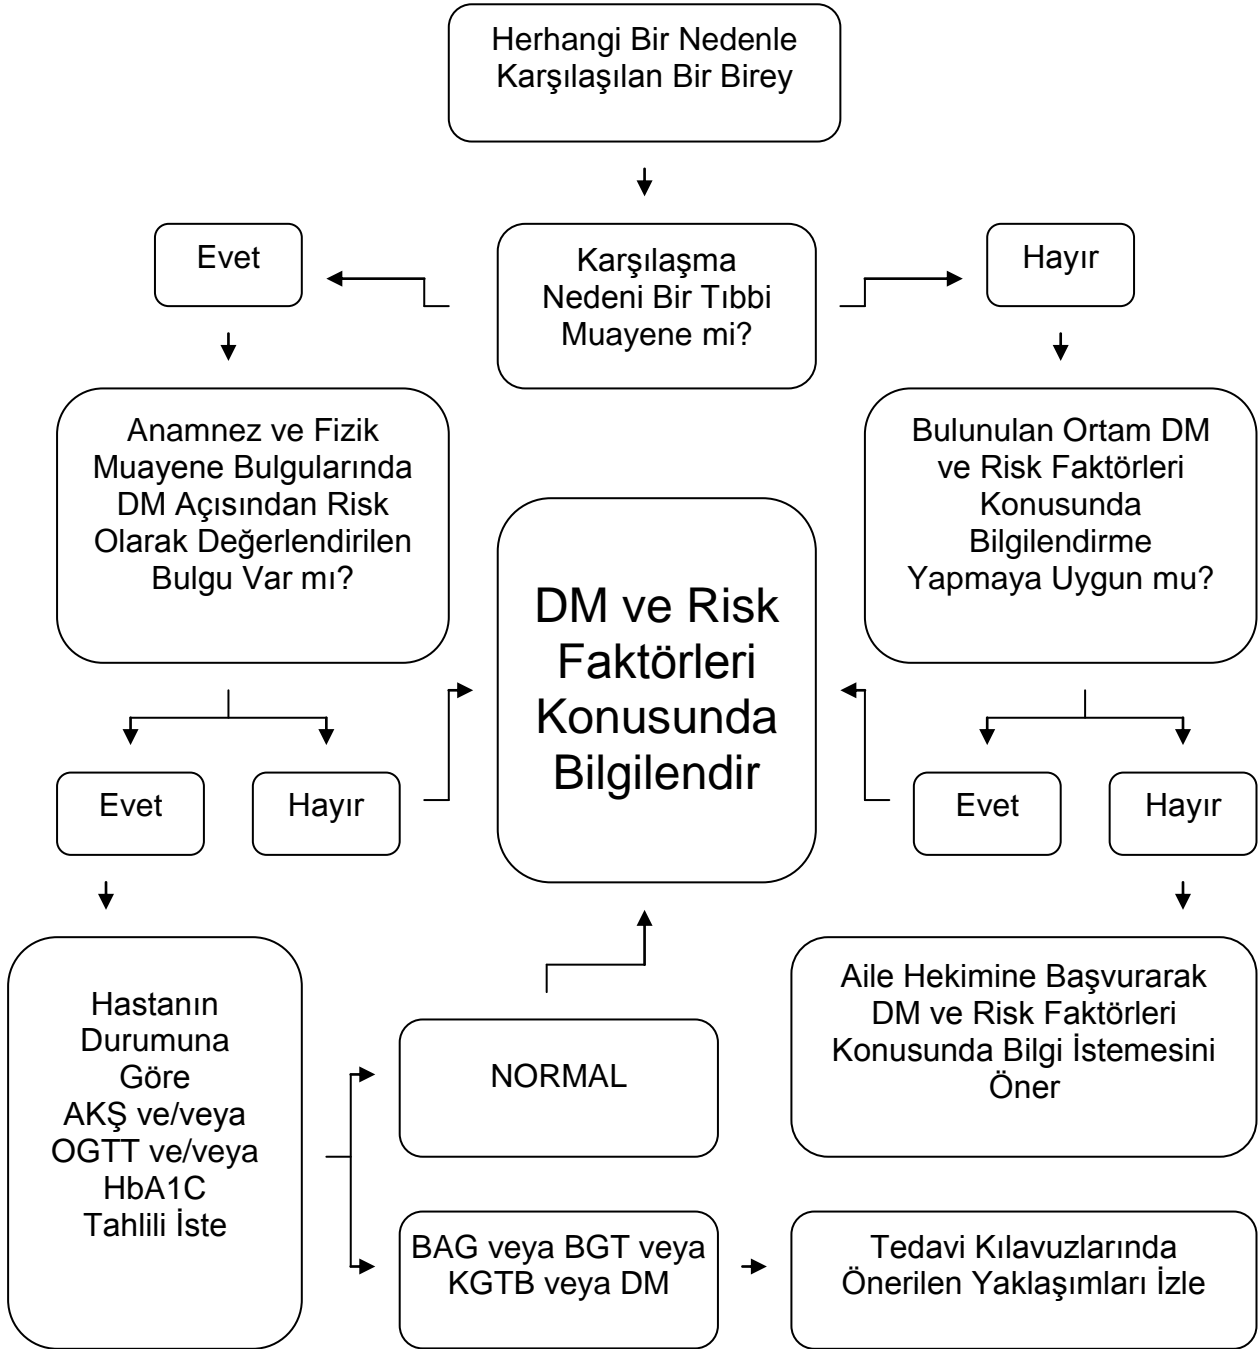 Herhangi Bir Nedenle
Karşılaşılan Bir Birey
Evet
Karşılaşma
Nedeni Bir Tıbbi
Muayene mi?
Hayır
Anamnez ve Fizik
Muayene Bulgularında
DM Açısından Risk
Olarak Değerlendirilen
Bulgu Var mı?
Bulunulan Ortam DM
ve Risk Faktörleri
Konusunda
Bilgilendirme
Yapmaya Uygun mu?
DM ve Risk
Faktörleri
Konusunda
Bilgilendir
Evet
Hayır
Evet
Hayır
Hastanın
Durumuna
Göre
AKŞ ve/veya
OGTT ve/veya
HbA1C
Tahlili İste
NORMAL
Aile Hekimine Başvurarak
DM ve Risk Faktörleri
Konusunda Bilgi İstemesini
Öner
BAG veya BGT veya
KGTB veya DM
Tedavi Kılavuzlarında
Önerilen Yaklaşımları İzle